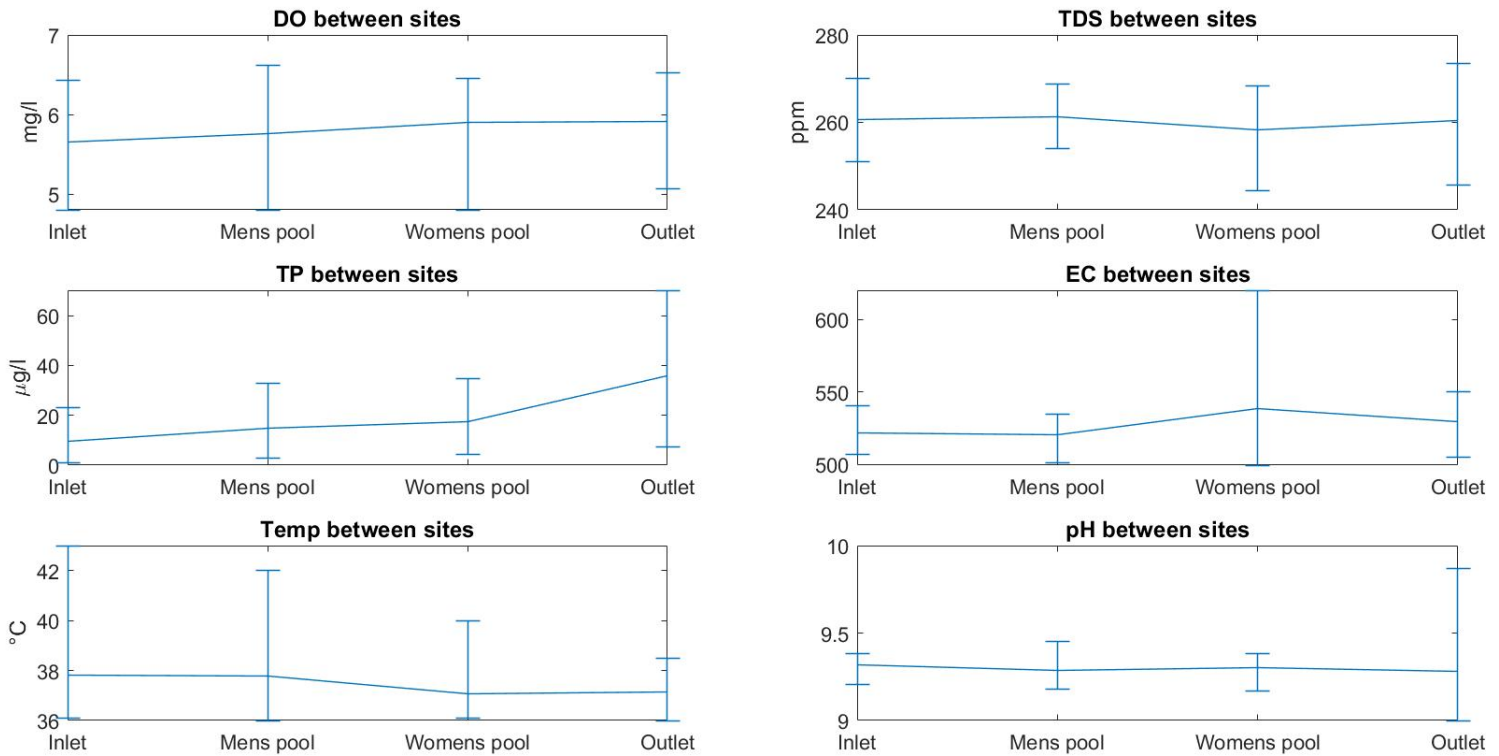 DO between sites
7
6
5
mg/l
Inlet Mens pool Womens pool Outlet
TDS between sites
280
260
240
ppm
Inlet Mens pool Womens pool Outlet
TP between sites
60
40
20
0
μg/l
Inlet Mens pool Womens pool Outlet
EC between sites
600
550
500
Inlet Mens pool Womens pool Outlet
Temp between sites
42
40
38
36
°C
Inlet Mens pool Womens pool Outlet
pH between sites
10
9.5
9
Inlet Mens pool Womens pool Outlet